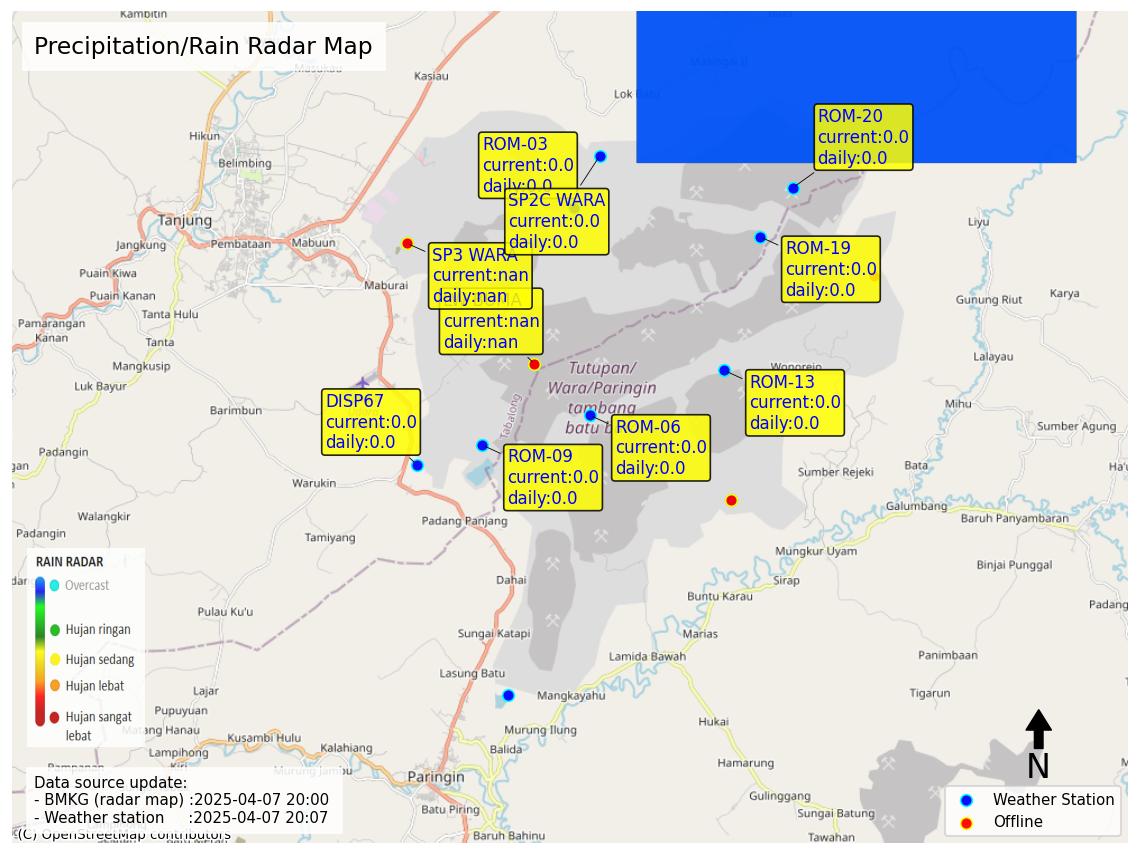 Kambitin
Precipitation/Rain Radar Map
Masukau
Kasiau
Hikun
Belimbing
Tanjung
Jangkung
Pembataan
Mabuun
Puain Kiwa
Maburai
Puain Kanan
Tanta Hulu
Pamarangan
Kanan
Tanta
Mangkusip
Luk Bayur
Barimbun
Padangin
Warukin
Walangkir
Padangin
Tamiyang
Padang Panjang
Dahai
Pulau Ku'u
Sungai Katapi
Lajar
Lasung Batu
Pupuyuan
Matang Hanau
Kusambi Hulu
Lampihong
Kiri
Kalahiang
Pampanan
Murung Jambu
Paringin
Batu Piring
Baruh Bahinu
Balida
Murung Ilung
Mangkayahu
Lamida Bawah
Marias
Buntu Karau
Sirap
Mungkur Uyam
Hukai
Hamarung
Gulinggang
Sungai Batung
Tawahan
Tigarun
Panimbaan
Padang
Binjai Punggal
Baruh Panyambaran
Galumbang
Bata
Sumber Rejeki
Sumber Agung
Mihu
Lalayau
Wonorejo
Gunung Riut
Karya
Liyu
Tabalong
Tutupan/
Wara/Paringin
tambang
ROM-03
current:0.0
daily:0.0
SP2C WARA
current:0.0
daily:0.0
SP3 WARA
current:nan
daily:nan
current:nan
daily:nan
ROM-20
current:0.0
daily:0.0
ROM-19
current:0.0
daily:0.0
ROM-13
current:0.0
daily:0.0
ROM-06
current:0.0
daily:0.0
ROM-09
current:0.0
daily:0.0
DISP67
current:0.0
daily:0.0
RAIN RADAR
Overcast
Hujan ringan
Hujan sedang
Hujan lebat
Hujan sangat
lebat
Data source update:
- BMKG (radar map) :2025-04-07 20:00
- Weather station :2025-04-07 20:07
(C) OpenStreetMap contributors
N
Weather Station
Offline